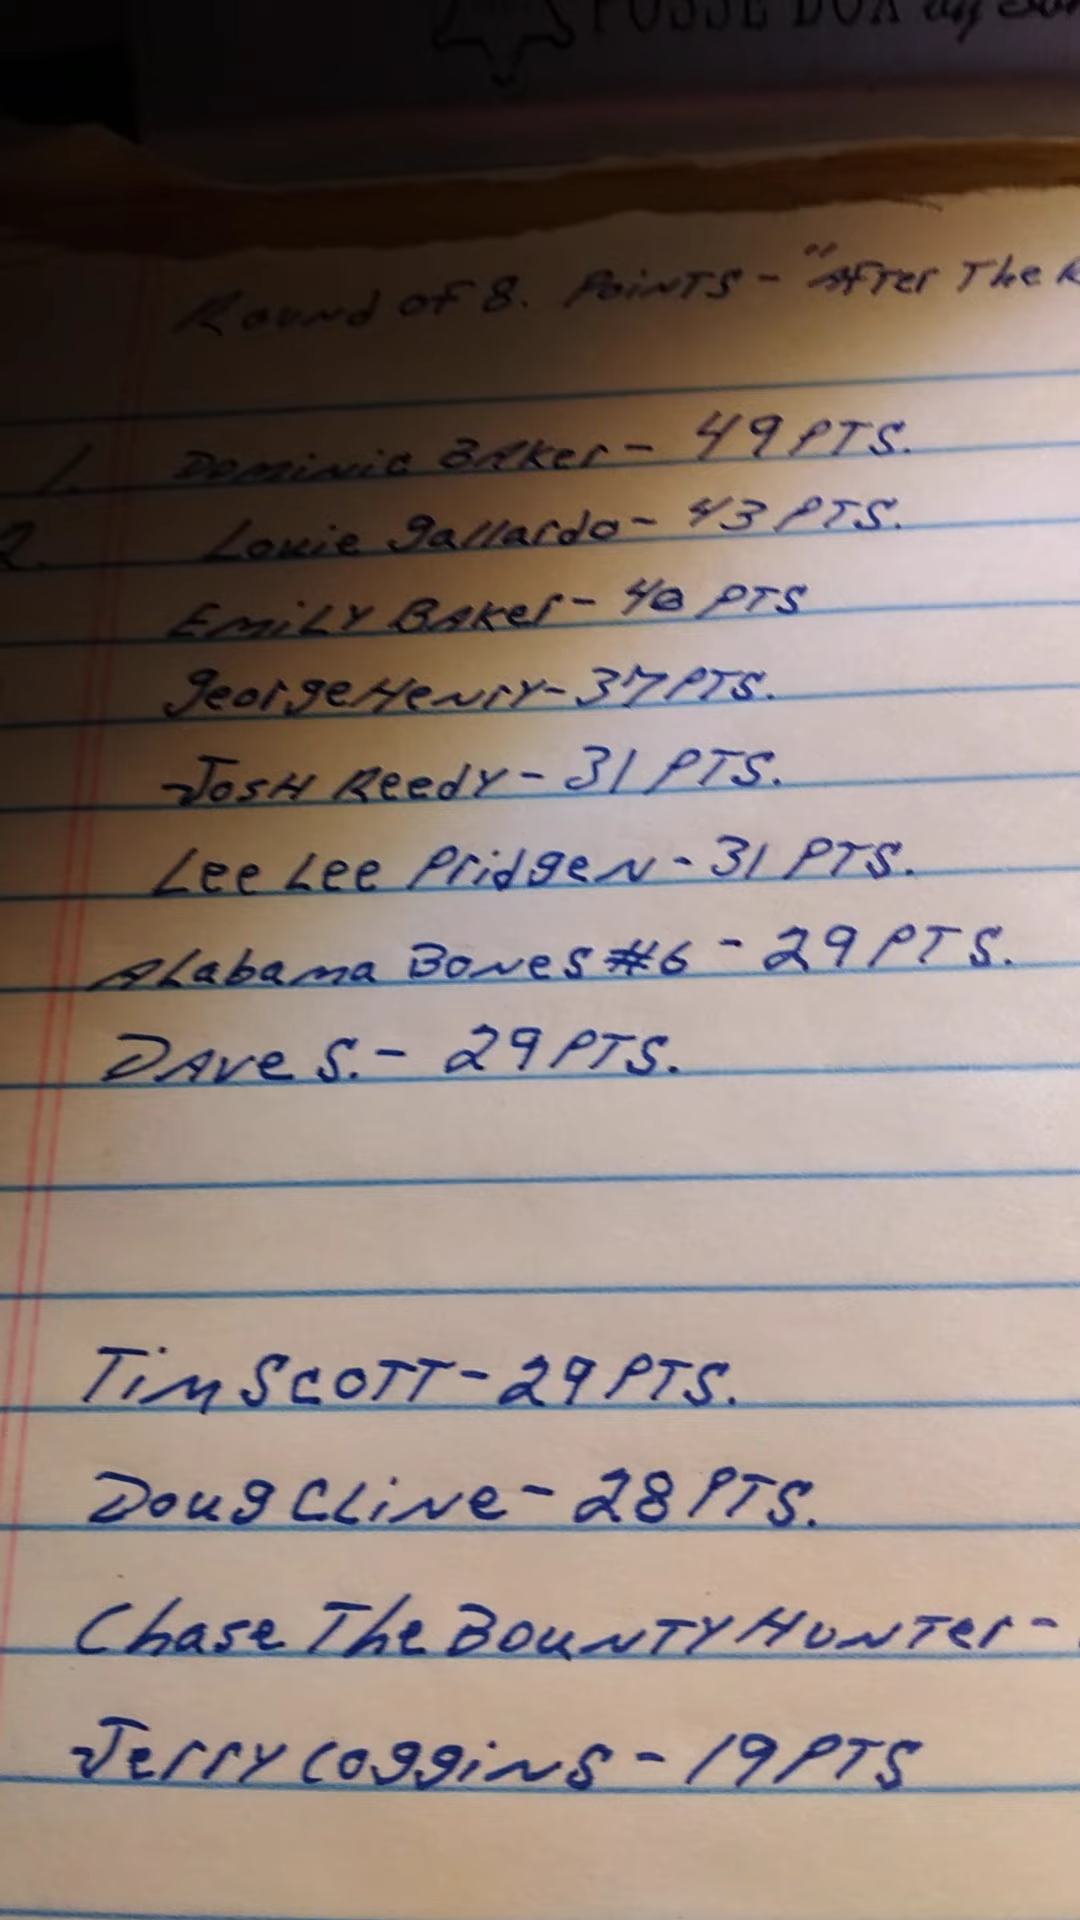 POSSE BOX
Round of 8. Points - "After The
1. Dominic Baker - 49 PTS.
2. Louie Gallardo - 43 PTS.
Emily Baker - 40 PTS
George Henry - 37 PTS.
Josh Reedy - 31 PTS.
Lee Lee Pridgen - 31 PTS.
Alabama Bones #6 - 29 PTS.
Dave S. - 29 PTS.
Tim Scott - 29 PTS.
Doug Cline - 28 PTS.
Chase The Bounty Hunter -
Jerry Coggins - 19 PTS